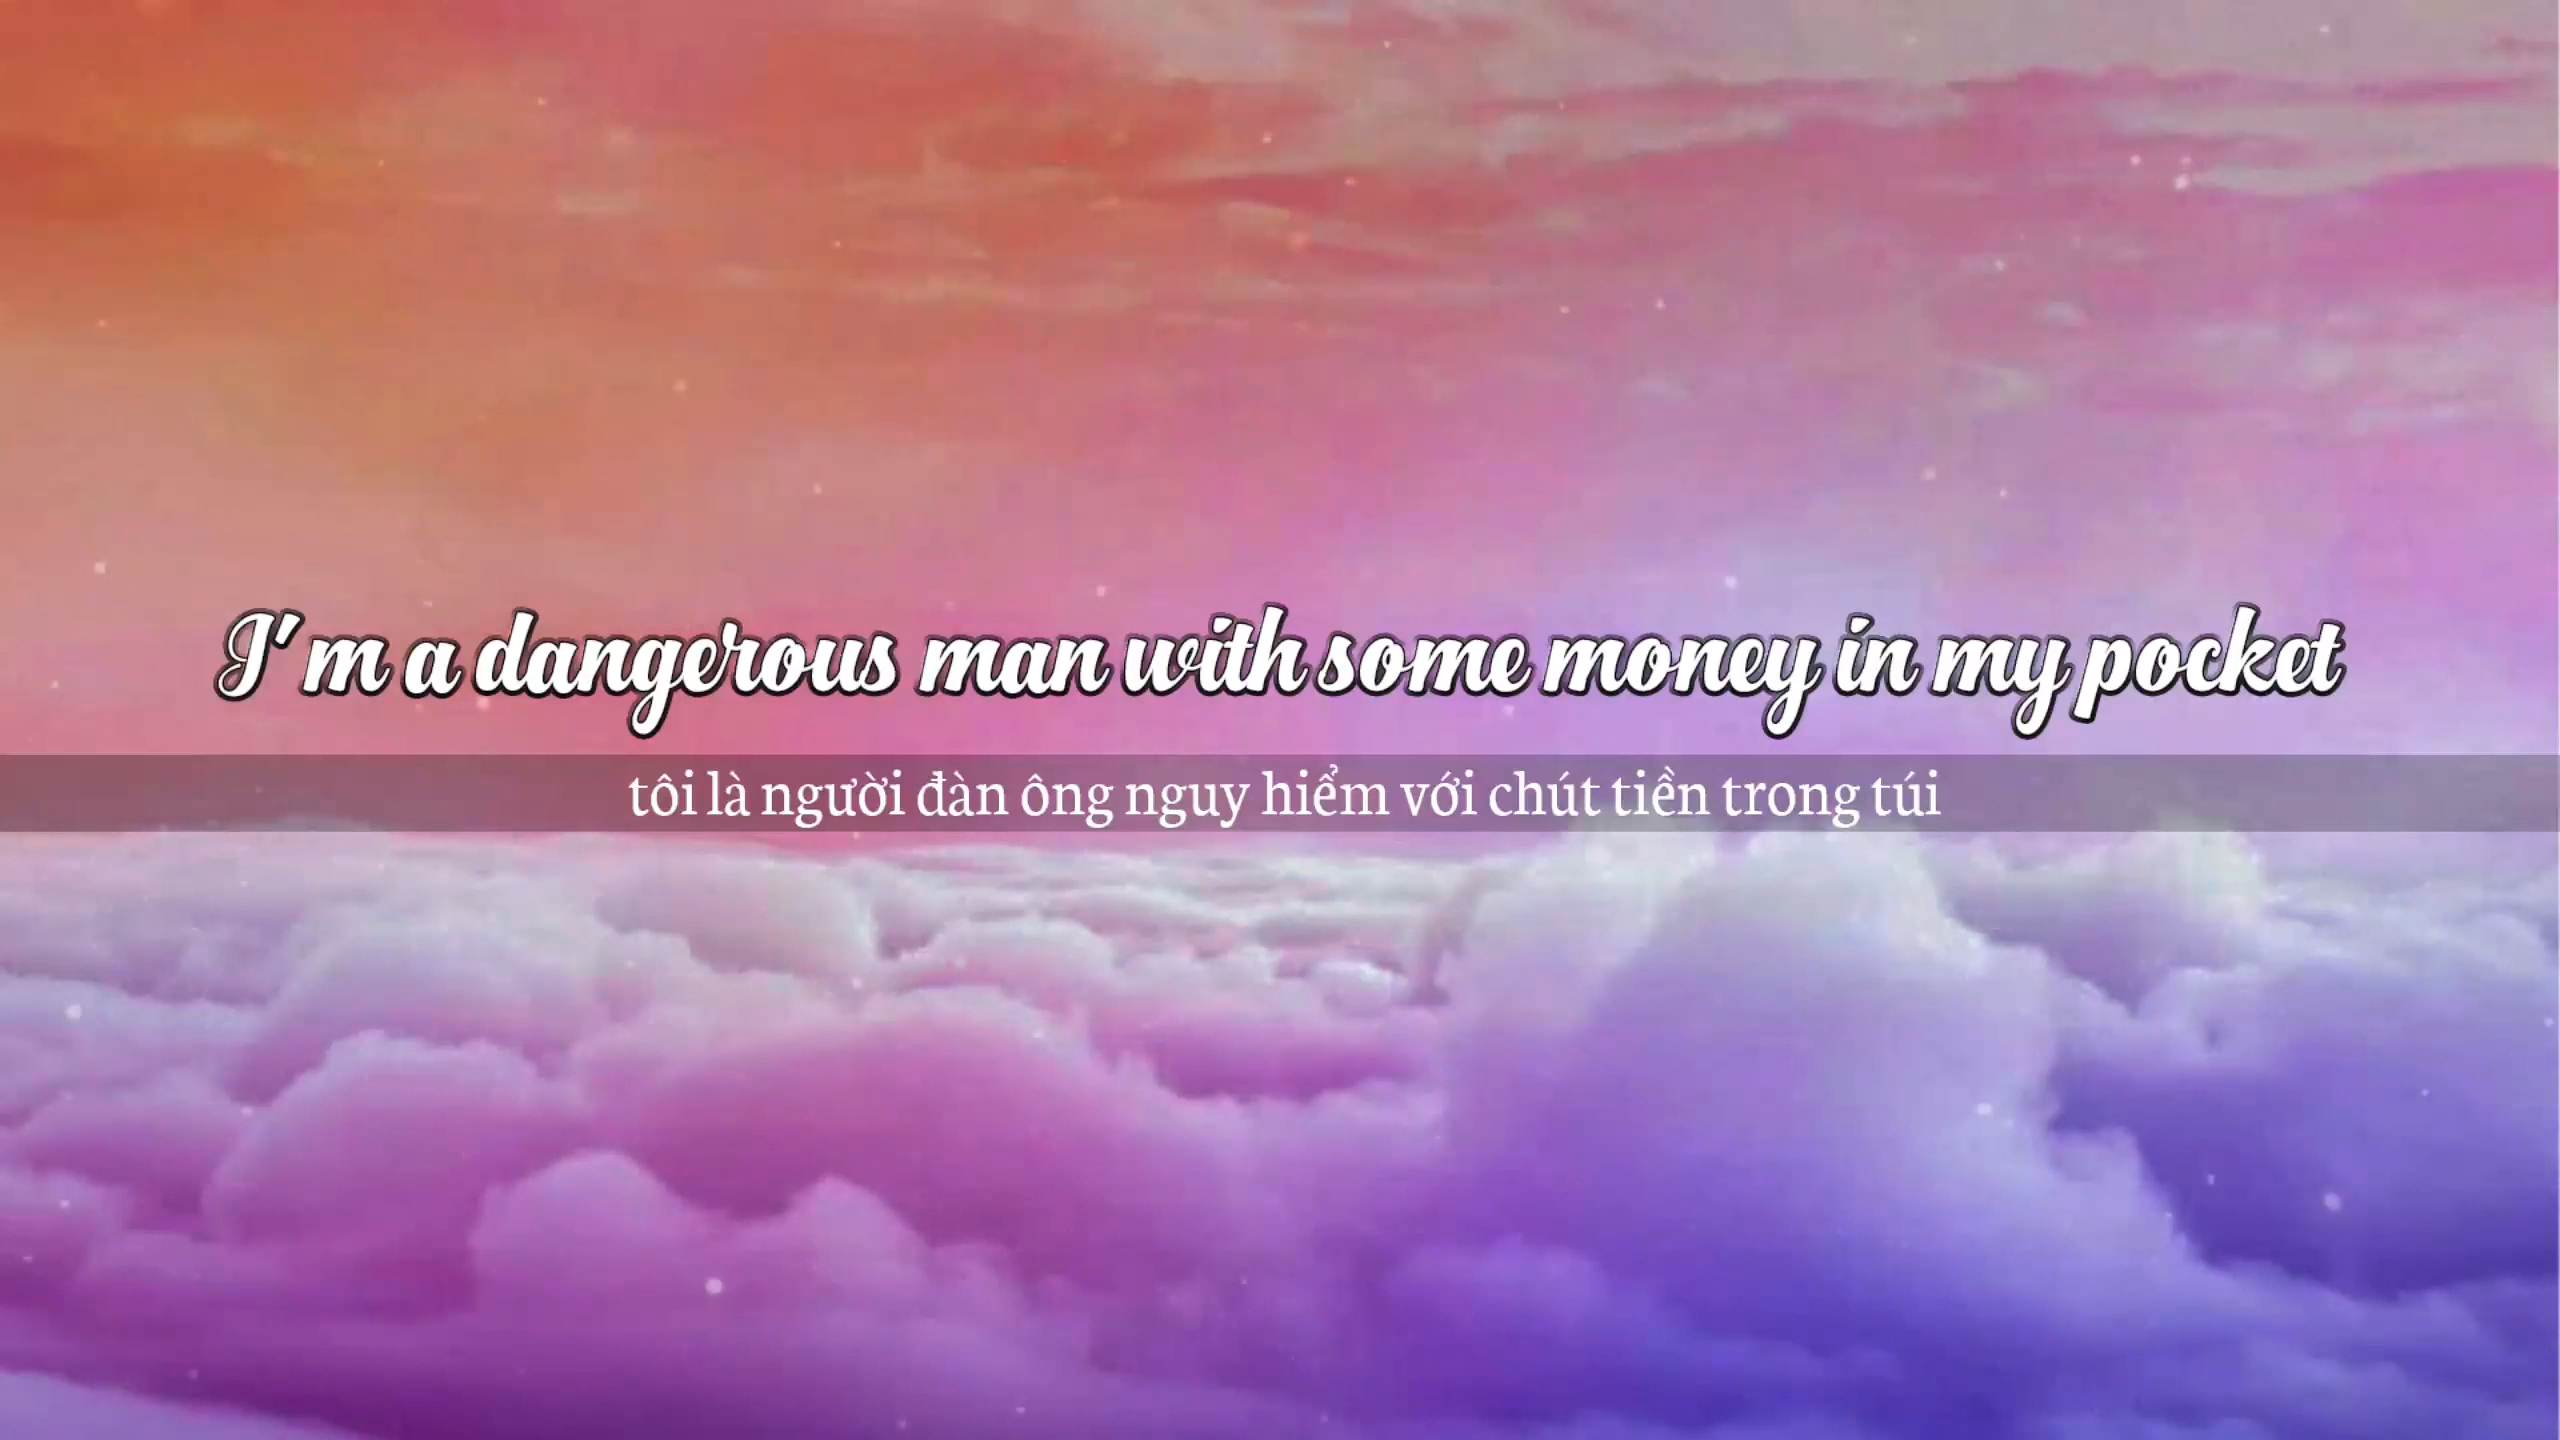 I'm a dangerous man with some money in my pocket
tôi là người đàn ông nguy hiểm với chút tiền trong túi